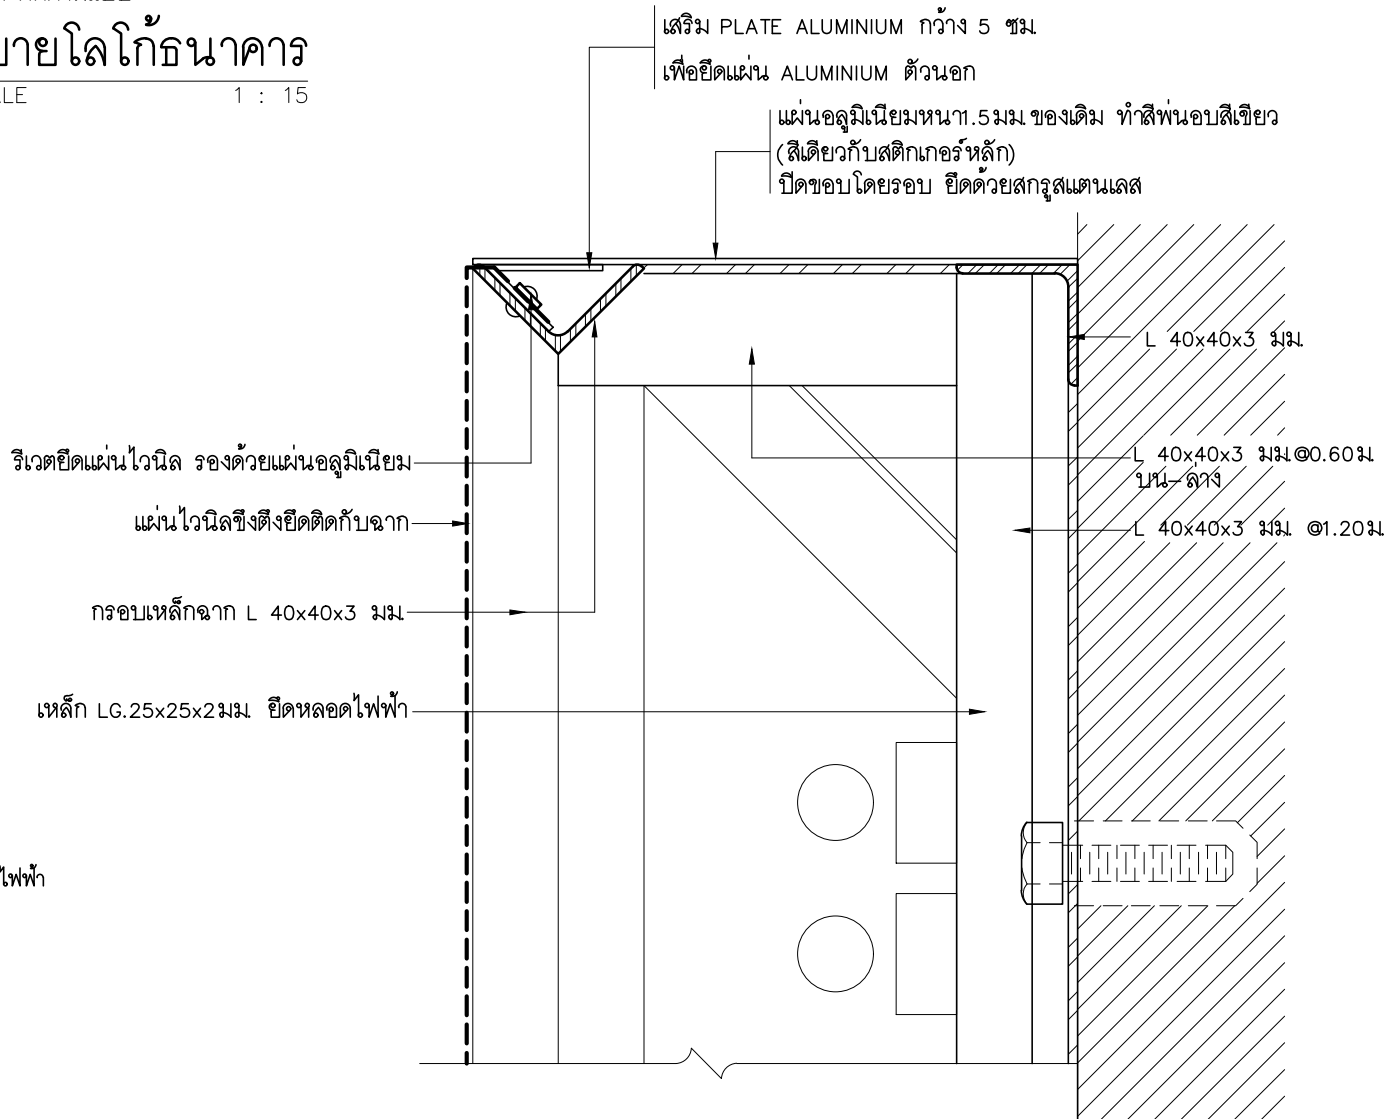 ายโลโก้ธนาคาร
1 : 15
เสริม PLATE ALUMINIUM กว้าง 5 ซม.
เพื่อยึดแผ่น ALUMINIUM ตัวนอก
แผ่นอลูมิเนียมหนา1.5มม.ของเดิม ทำสีพ่นอบสีเขียว
(สีเดียวกับสติกเกอร์หลัก)
ปิดขอบโดยรอบ ยึดด้วยสกรูสแตนเลส
L 40x40x3 มม.
รีเวตยึดแผ่นไวนิล รองด้วยแผ่นอลูมิเนียม
L 40x40x3 มม.@0.60ม.
บน-ล่าง
แผ่นไวนิลขึงตึงยึดติดกับฉาก
L 40x40x3 มม. @1.20ม.
กรอบเหล็กฉาก L 40x40x3 มม.
เหล็ก LG.25x25x2มม. ยึดหลอดไฟฟ้า
ไฟฟ้า